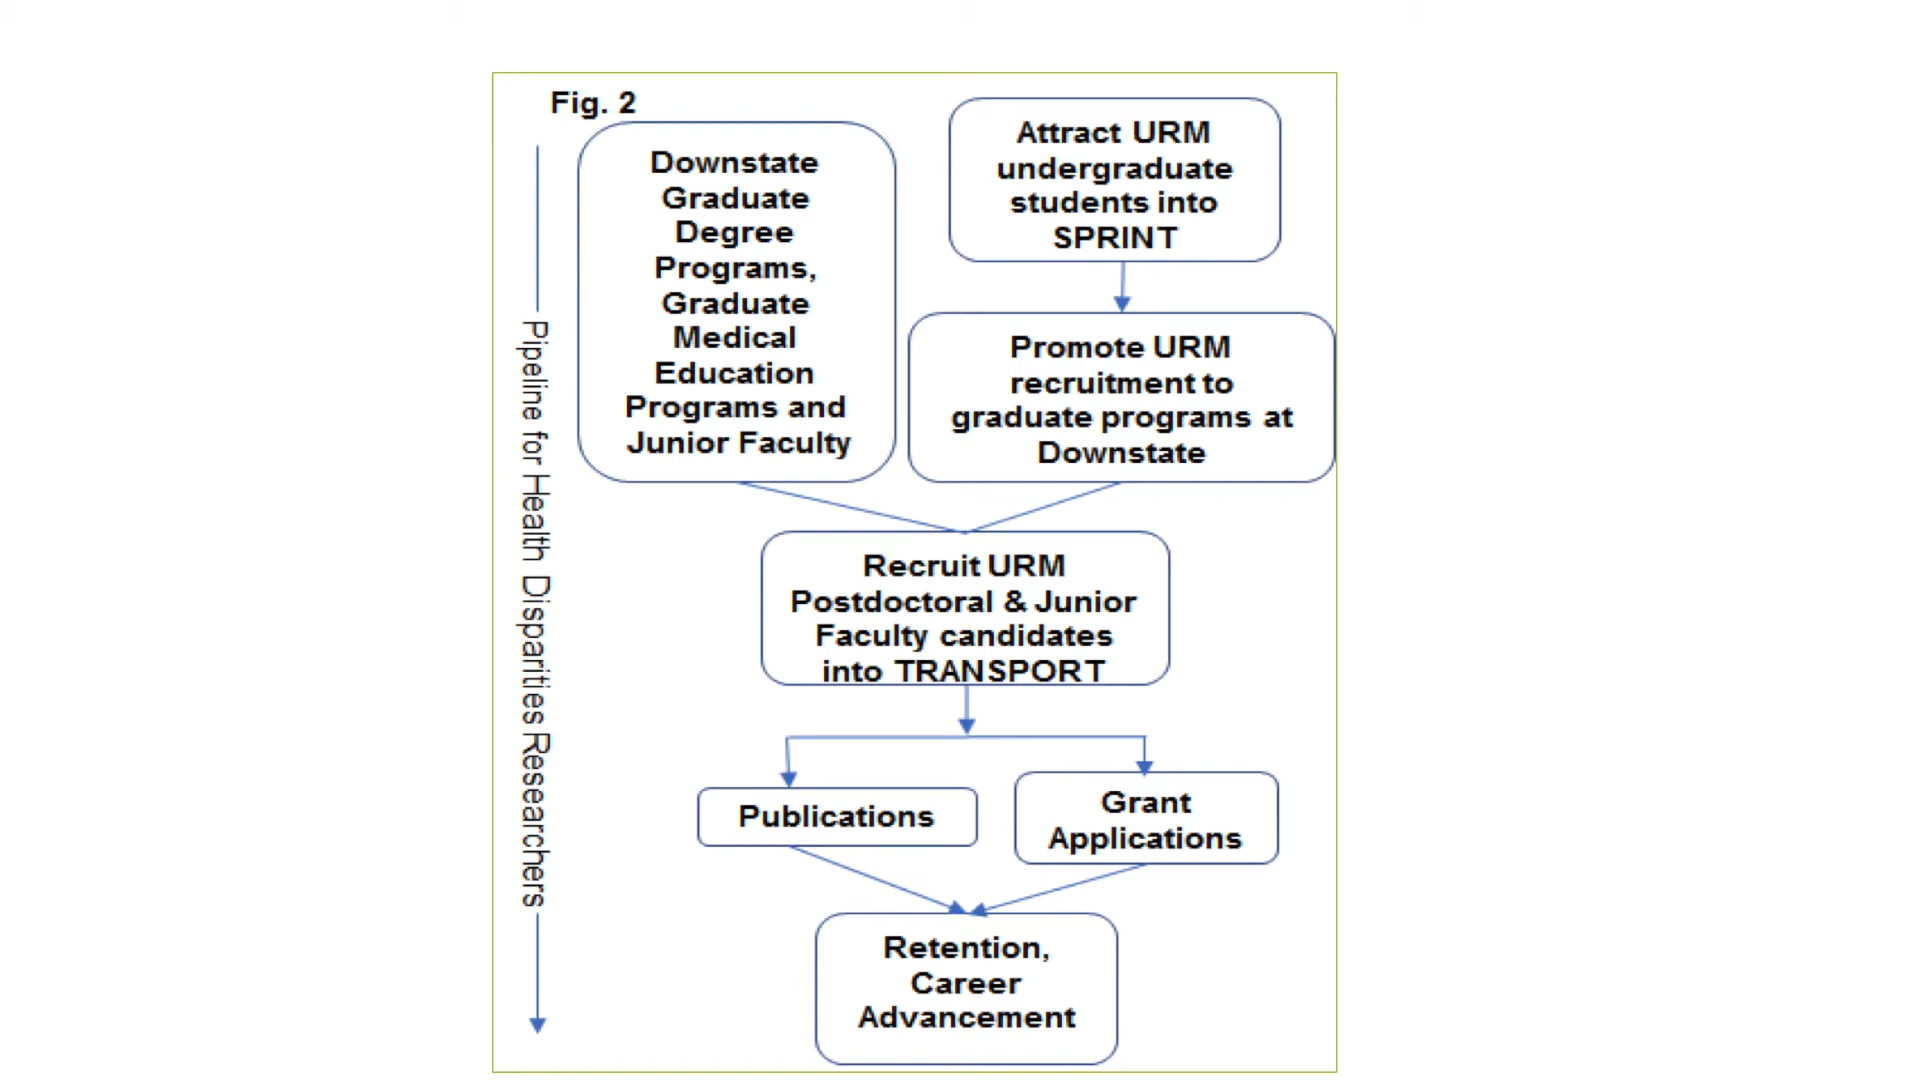 Fig. 2
Downstate
Graduate
Degree
Programs,
Graduate
Medical
Education
Programs and
Junior Faculty
Attract URM
undergraduate
students into
SPRINT
Promote URM
recruitment to
graduate programs at
Downstate
Pipeline for Health Disparities Researchers
Recruit URM
Postdoctoral & Junior
Faculty candidates
into TRANSPORT
Publications
Grant
Applications
Retention,
Career
Advancement